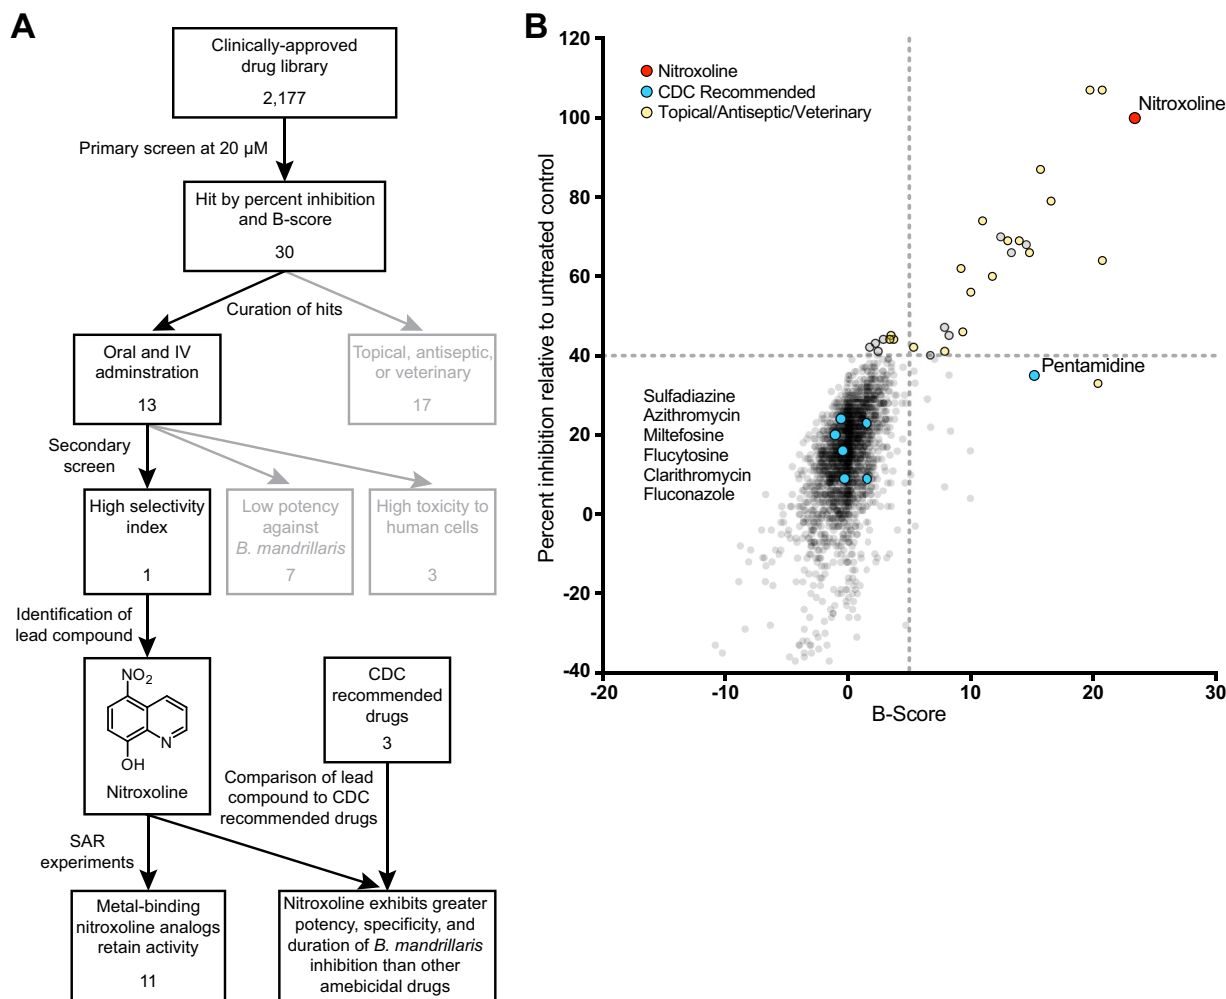 A
Clinically-approved
drug library
2,177
Primary screen at 20 µM
Hit by percent inhibition
and B-score
30
Curation of hits
Oral and IV
adminstration
13
Topical, antiseptic,
or veterinary
17
Secondary
screen
High selectivity
index
1
Low potency
against
B. mandrillaris
7
High toxicity to
human cells
3
Identification of
lead compound
NO2
N
OH
Nitroxoline
CDC
recommended
drugs
3
Comparison of lead
compound to CDC
recommended drugs
SAR
experiments
Metal-binding
nitroxoline analogs
retain activity
11
Nitroxoline exhibits greater
potency, specificity, and
duration of B. mandrillaris
inhibition than other
amebicidal drugs
B
Percent inhibition relative to untreated control
120
100
80
60
40
20
0
-20
-40
Nitroxoline
CDC Recommended
Topical/Antiseptic/Veterinary
Nitroxoline
Pentamidine
Sulfadiazine
Azithromycin
Miltefosine
Flucytosine
Clarithromycin
Fluconazole
-20
-10
0
10
20
30
B-Score